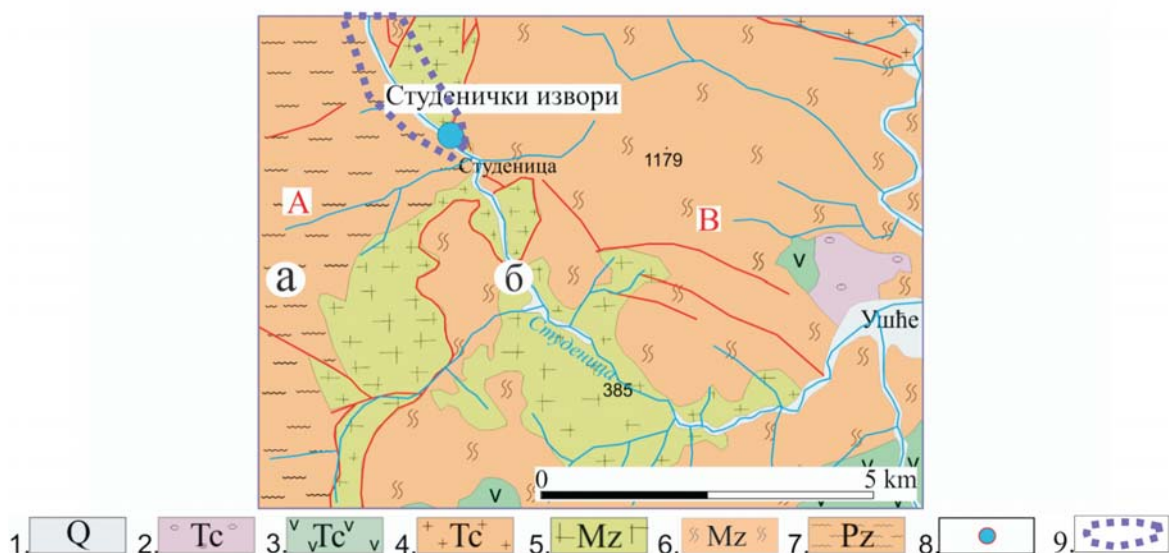 Студенички извори
Студеница
1179
А
В
а
б
Ушће
Студеница
385
0 5 km
1. Q 2. Tc 3. Tc 4. Tc 5. Mz 6. Mz 7. Pz 8. 9.